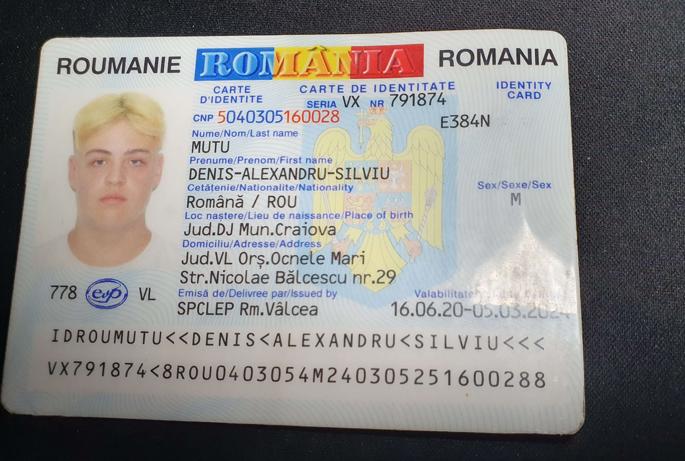 ROUMANIE ROMÂNIA ROMANIA
CARTE D'IDENTITE CARTE DE IDENTITATE IDENTITY CARD
SERIA VX NR 791874
CNP 5040305160028 E384N
Nume/Nom/Last name
MUTU
Prenume/Prenom/First name
DENIS-ALEXANDRU-SILVIU
Cetăţenie/Nationalite/Nationality Sex/Sexe/Sex
Română / ROU M
Loc naştere/Lieu de naissance/Place of birth
Jud.DJ Mun.Craiova
Domiciliu/Adresse/Address
Jud.VL Orş.Ocnele Mari
Str.Nicolae Bălcescu nr.29
778 VL Emisă de/Delivree par/Issued by Valabilitate
SPCLEP Rm.Vâlcea 16.06.20-05.03.2024
IDROUMUTU<<DENIS<ALEXANDRU<SILVIU<<<
VX791874<8ROU0403054M240305251600288